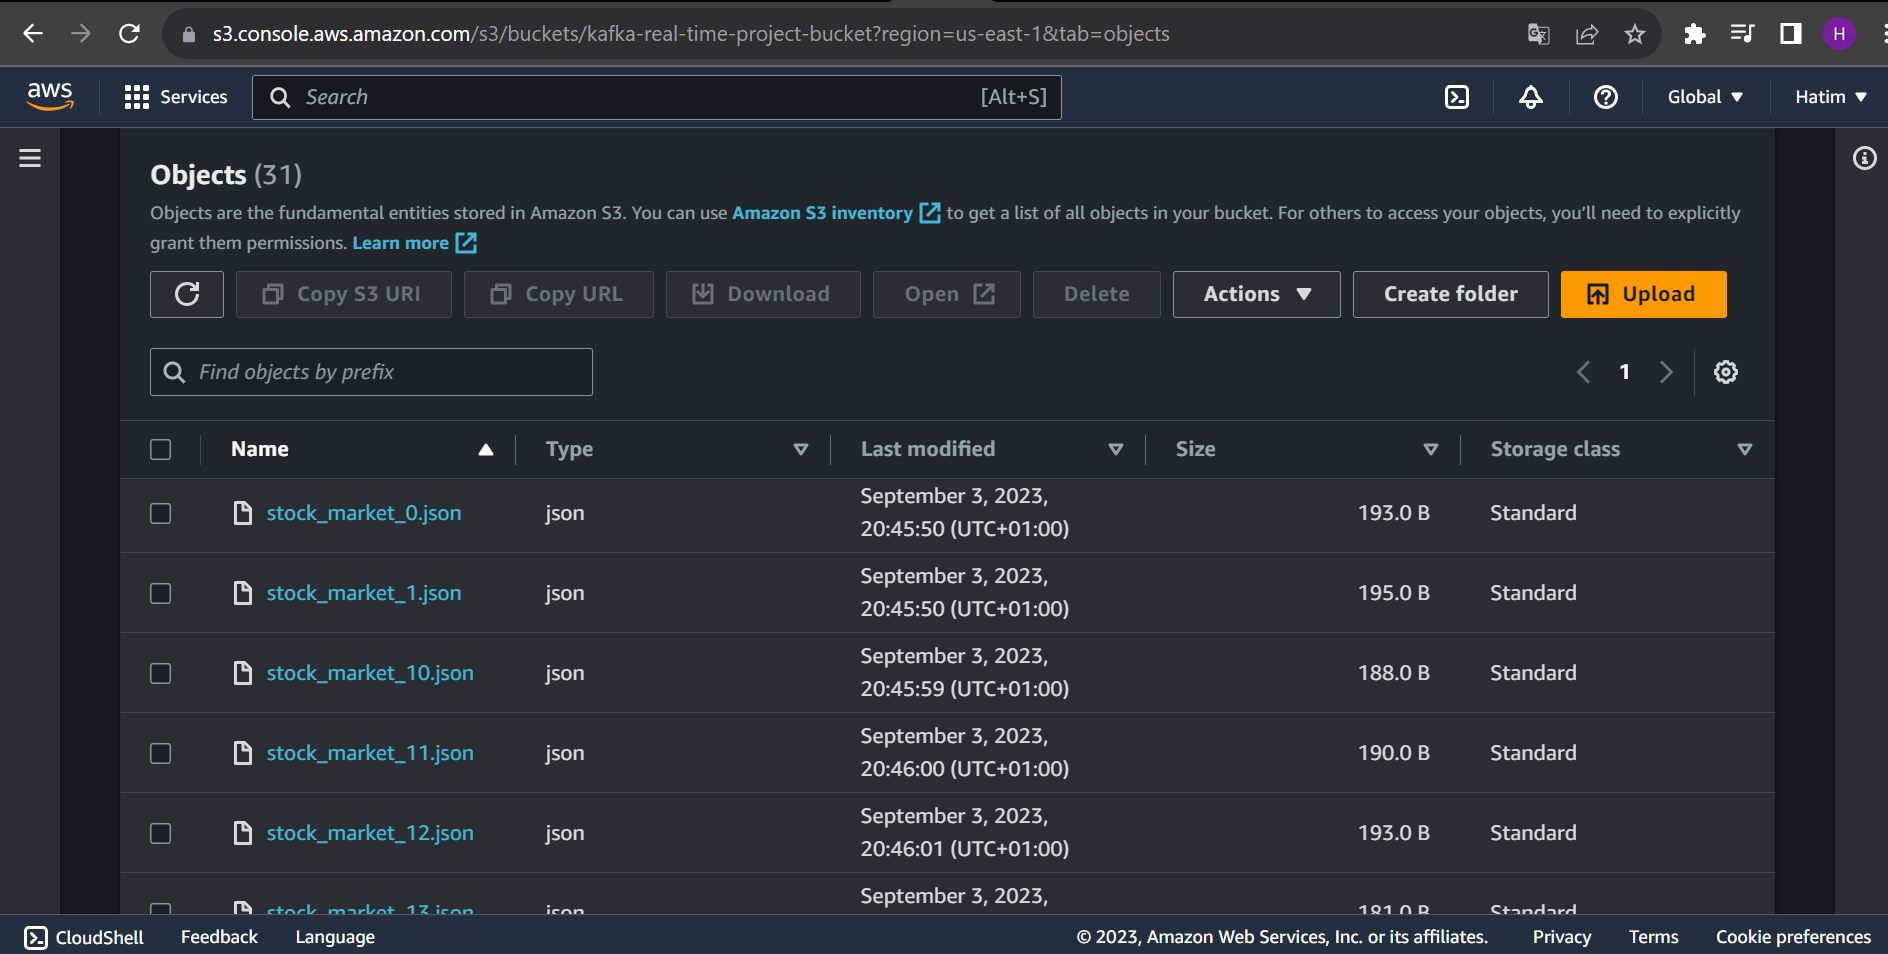 s3.console.aws.amazon.com/s3/buckets/kafka-real-time-project-bucket?region=us-east-1&tab=objects
H
aws
Services
Search
[Alt+S]
Global
Hatim
Objects (31)
Objects are the fundamental entities stored in Amazon S3. You can use Amazon S3 inventory to get a list of all objects in your bucket. For others to access your objects, you'll need to explicitly
grant them permissions. Learn more
Copy S3 URI
Copy URL
Download
Open
Delete
Actions
Create folder
Upload
Find objects by prefix
1
Name
Type
Last modified
Size
Storage class
stock_market_0.json
json
September 3, 2023,
20:45:50 (UTC+01:00)
193.0 B
Standard
stock_market_1.json
json
September 3, 2023,
20:45:50 (UTC+01:00)
195.0 B
Standard
stock_market_10.json
json
September 3, 2023,
20:45:59 (UTC+01:00)
188.0 B
Standard
stock_market_11.json
json
September 3, 2023,
20:46:00 (UTC+01:00)
190.0 B
Standard
stock_market_12.json
json
September 3, 2023,
20:46:01 (UTC+01:00)
193.0 B
Standard
stock_market_13.json
json
September 3, 2023,
181.0 B
Standard
CloudShell
Feedback
Language
© 2023, Amazon Web Services, Inc. or its affiliates.
Privacy
Terms
Cookie preferences